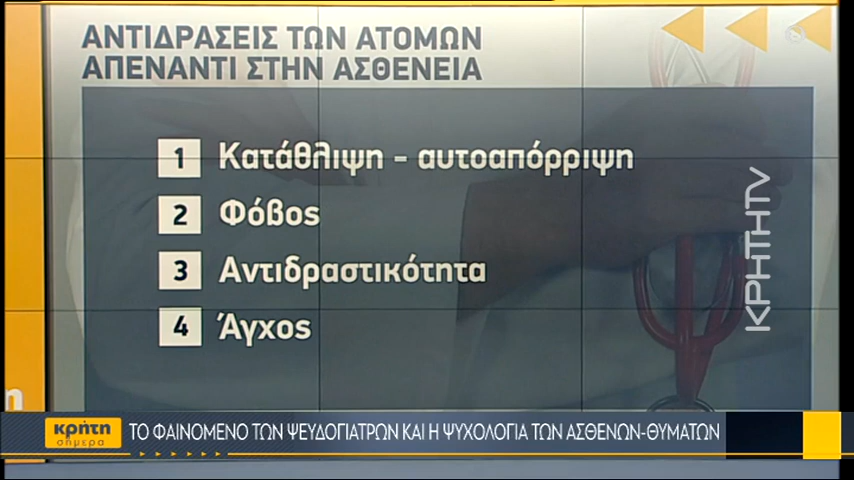 ΑΝΤΙΔΡΑΣΕΙΣ ΤΩΝ ΑΤΟΜΩΝ
ΑΠΕΝΑΝΤΙ ΣΤΗΝ ΑΣΘΕΝΕΙΑ
1 Κατάθλιψη - αυτοαπόρριψη
2 Φόβος
3 Αντιδραστικότητα
4 Άγχος
ΚΡΗΤΗTV
η
κρήτη
σήμερα
ΤΟ ΦΑΙΝΟΜΕΝΟ ΤΩΝ ΨΕΥΔΟΓΙΑΤΡΩΝ ΚΑΙ Η ΨΥΧΟΛΟΓΙΑ ΤΩΝ ΑΣΘΕΝΩΝ-ΘΥΜΑΤΩΝ